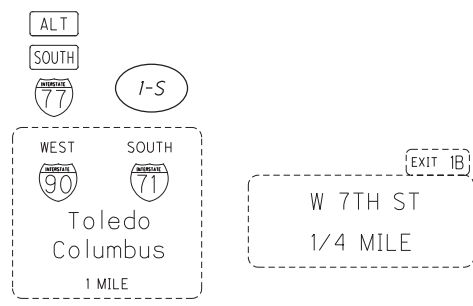 ALT
SOUTH
INTERSTATE
77
1-S
WEST SOUTH
INTERSTATE INTERSTATE
90 71
Toledo
Columbus
1 MILE
EXIT 1B
W 7TH ST
1/4 MILE